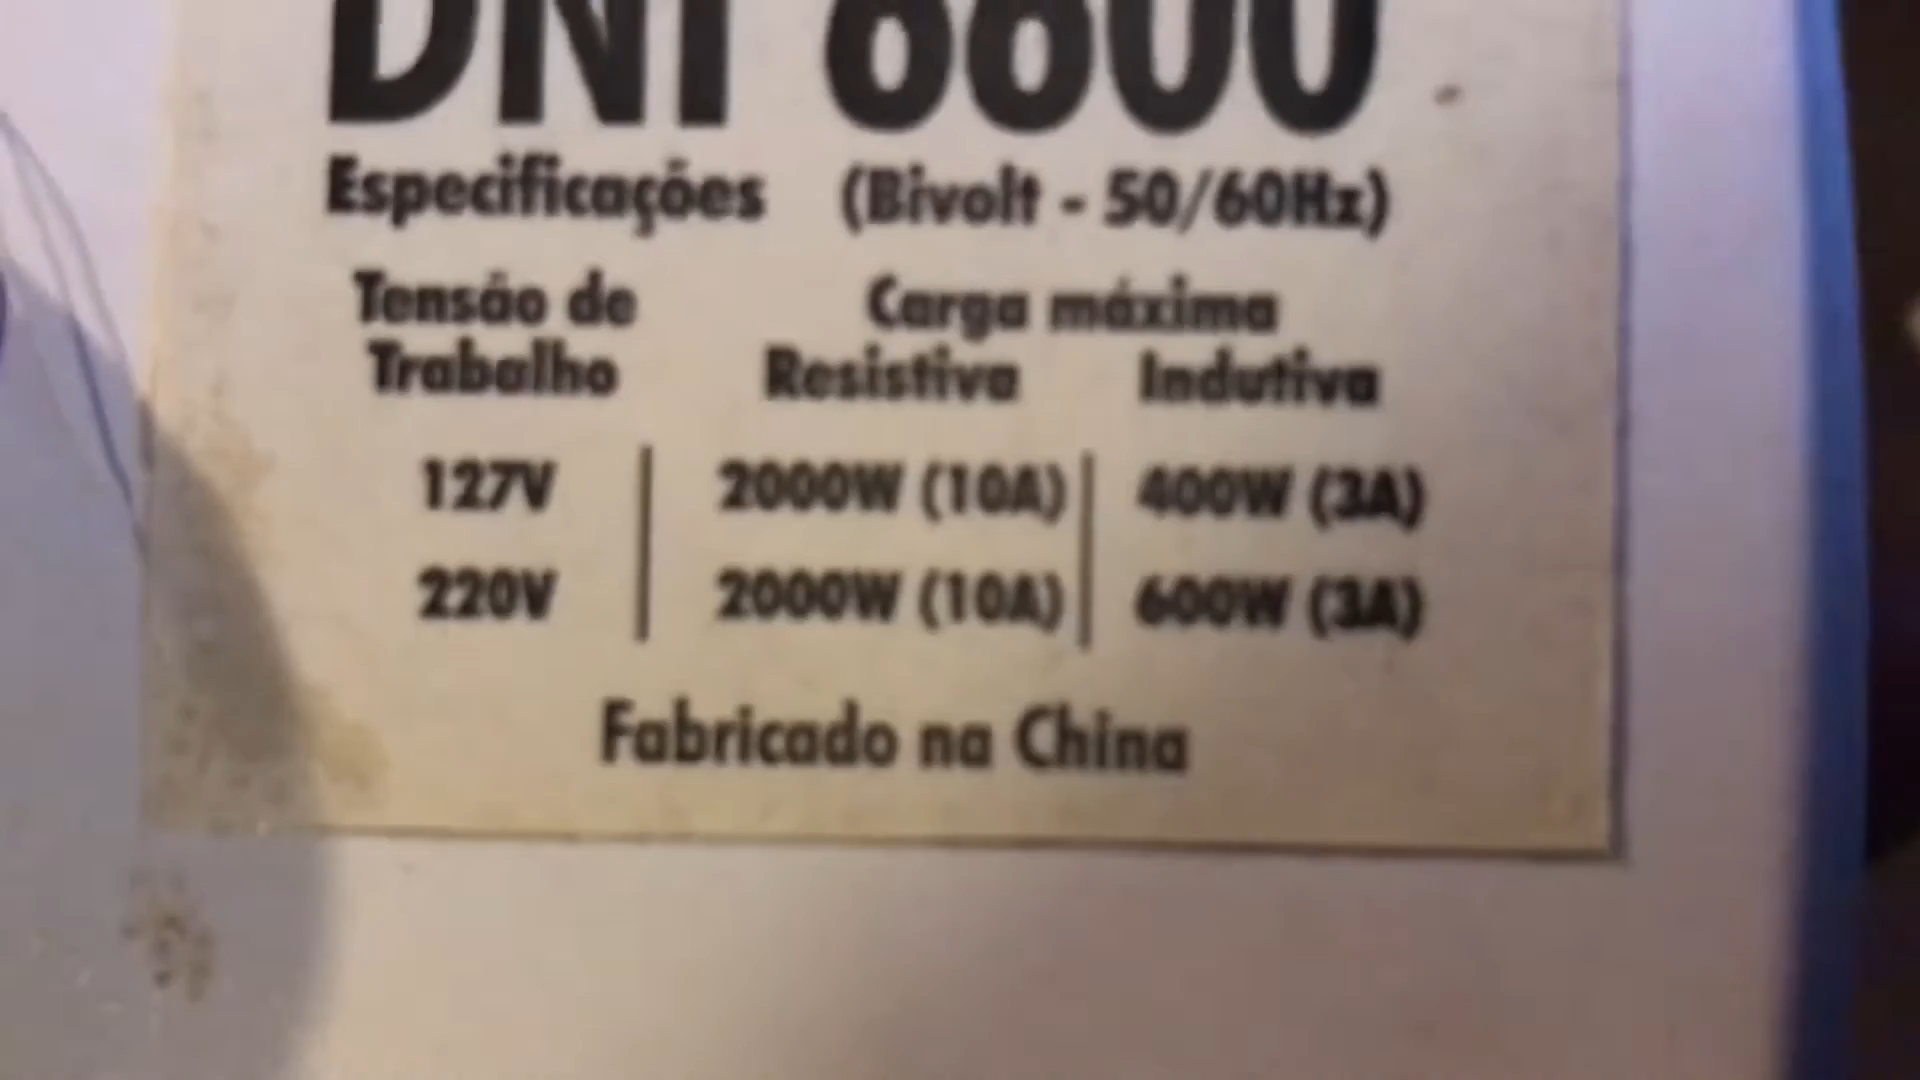 DNI
Especificações (Bivolt - 50/60Hz)
Tensão de Carga máxima
Trabalho Resistiva Indutiva
127V 2000W (10A) 400W (3A)
220V 2000W (10A) 600W (3A)
Fabricado na China